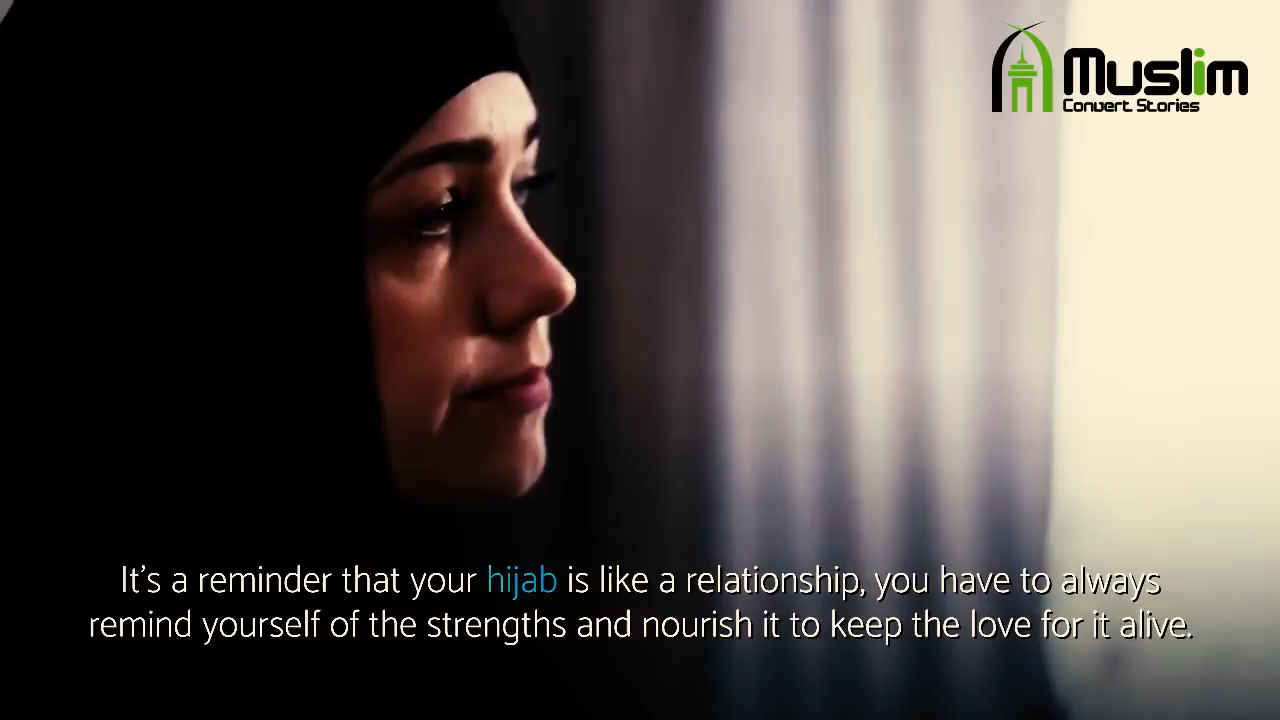 Muslim
Convert Stories
It's a reminder that your hijab is like a relationship, you have to always
remind yourself of the strengths and nourish it to keep the love for it alive.